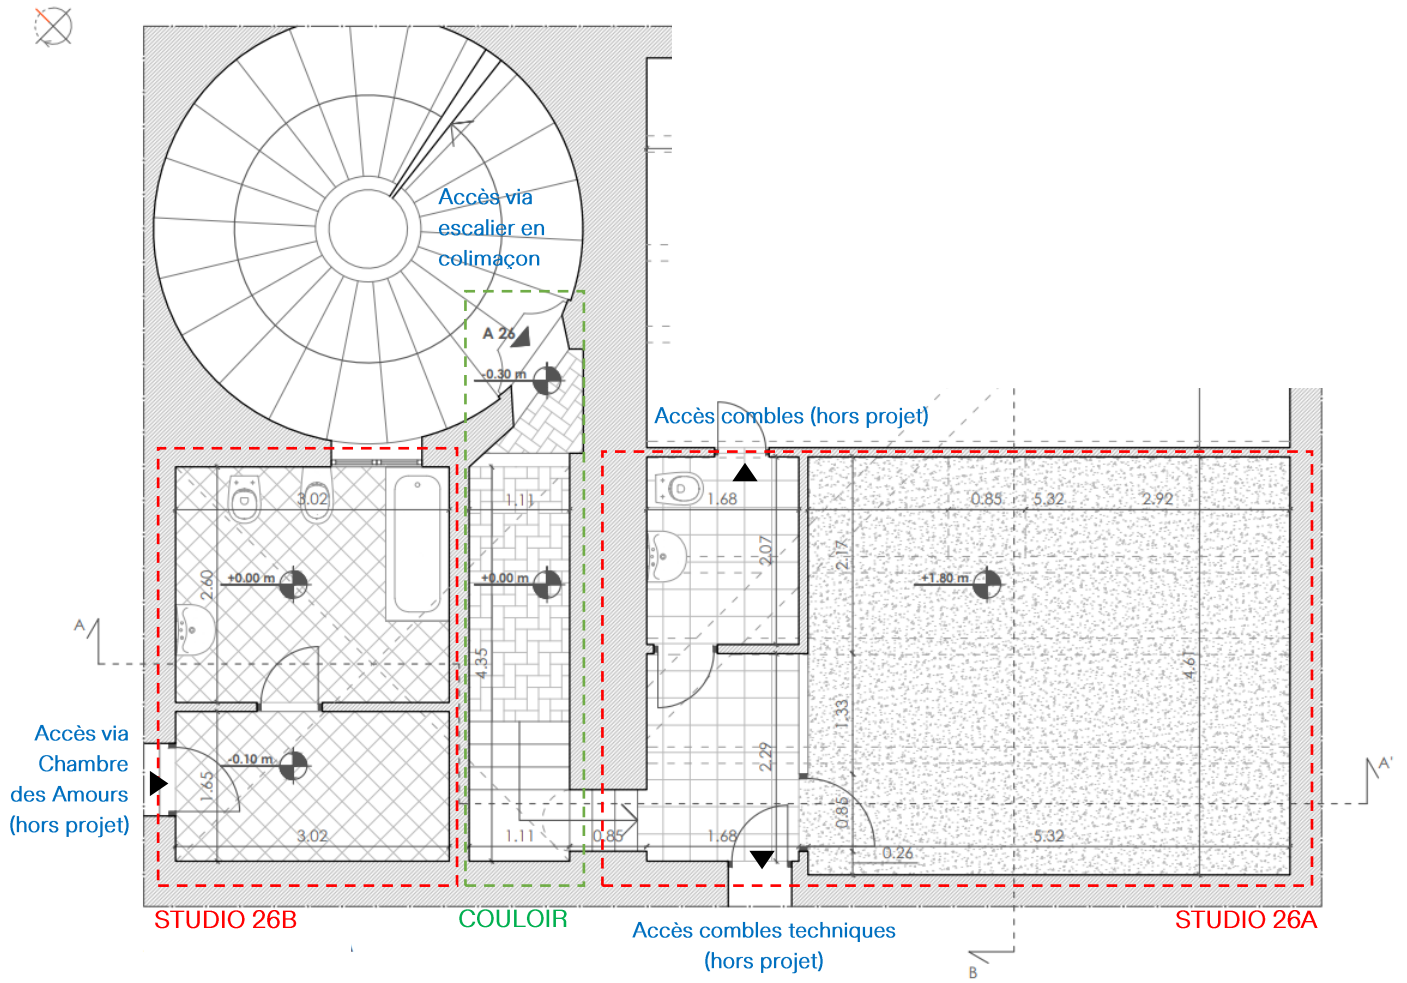 Accès via
escalier en
colimaçon
A 26
-0.30 m
Accès combles (hors projet)
3.02
1.11
1.68
0.85
5.32
2.92
2.60
+0.00 m
+0.00 m
2.07
2.17
+1.80 m
A
4.35
4.61
Accès via
Chambre
des Amours
(hors projet)
-0.10 m
1.65
1.33
2.29
A'
0.85
3.02
1.11
0.85
1.68
5.32
0.26
STUDIO 26B
COULOIR
STUDIO 26A
Accès combles techniques
(hors projet)
B